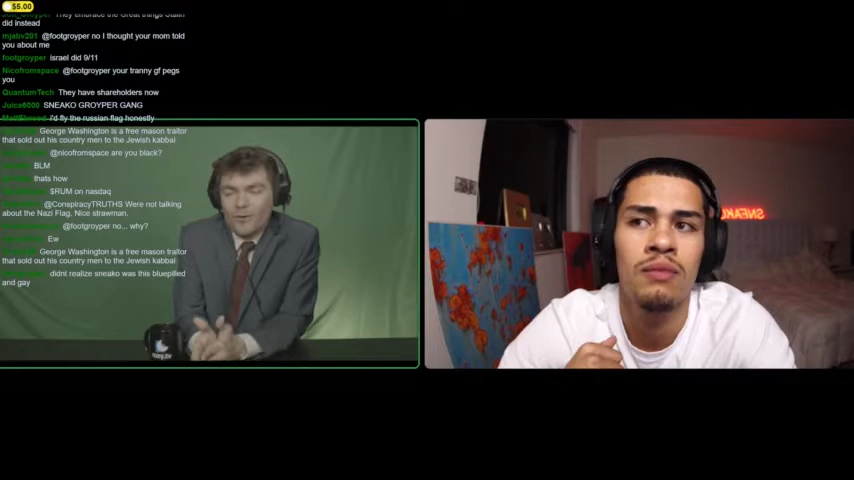 $5.00
They embrace the Great things Stalin
did instead
mjabv201 @footgroyper no I thought your mom told
you about me
footgroyper Israel did 9/11
Nicofromspace @footgroyper your tranny gf pegs
you
QuantumTech They have shareholders now
Juice6000 SNEAKO GROYPER GANG
I'd fly the russian flag honestly
George Washington is a free mason traitor
that sold out his country men to the Jewish kabbal
@nicofromspace are you black?
BLM
thats how
$RUM on nasdaq
@ConspiracyTRUTHS Were not talking
about the Nazi Flag. Nice strawman.
@footgroyper no... why?
Ew
George Washington is a free mason traitor
that sold out his country men to the Jewish kabbal
didnt realize sneako was this bluepilled
and gay
SNEAKO